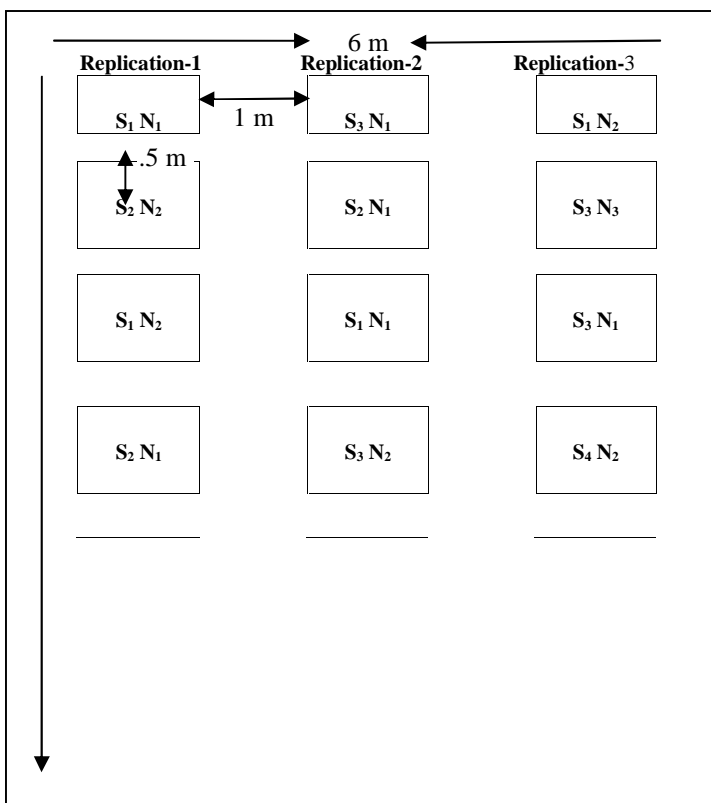 6 m
Replication-1 Replication-2 Replication-3
1 m
S₁ N₁ S₃ N₁ S₁ N₂
.5 m
S₂ N₂ S₂ N₁ S₃ N₃
S₁ N₂ S₁ N₁ S₃ N₁
S₂ N₁ S₃ N₂ S₄ N₂